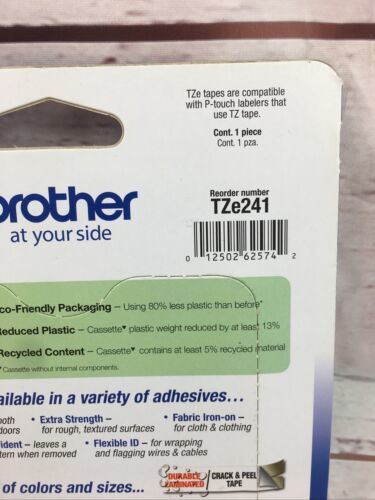 TZe tapes are compatible
with P-touch labelers that
use TZ tape.
Cont. 1 piece
Cont. 1 pza.
brother
at your side
Reorder number
TZe241
0 12502 62574 2
co-Friendly Packaging – Using 80% less plastic than before*
Reduced Plastic – Cassette▼ plastic weight reduced by at least 13%
Recycled Content – Cassette▼ contains at least 5% recycled material
▼Cassette without internal components.
ailable in a variety of adhesives...
ooth
doors
• Extra Strength –
for rough, textured surfaces
• Fabric Iron-on –
for cloth & clothing
ident – leaves a
tern when removed
• Flexible ID – for wrapping
and flagging wires & cables
of colors and sizes...
DURABLE
LAMINATED
CRACK & PEEL
TAPE